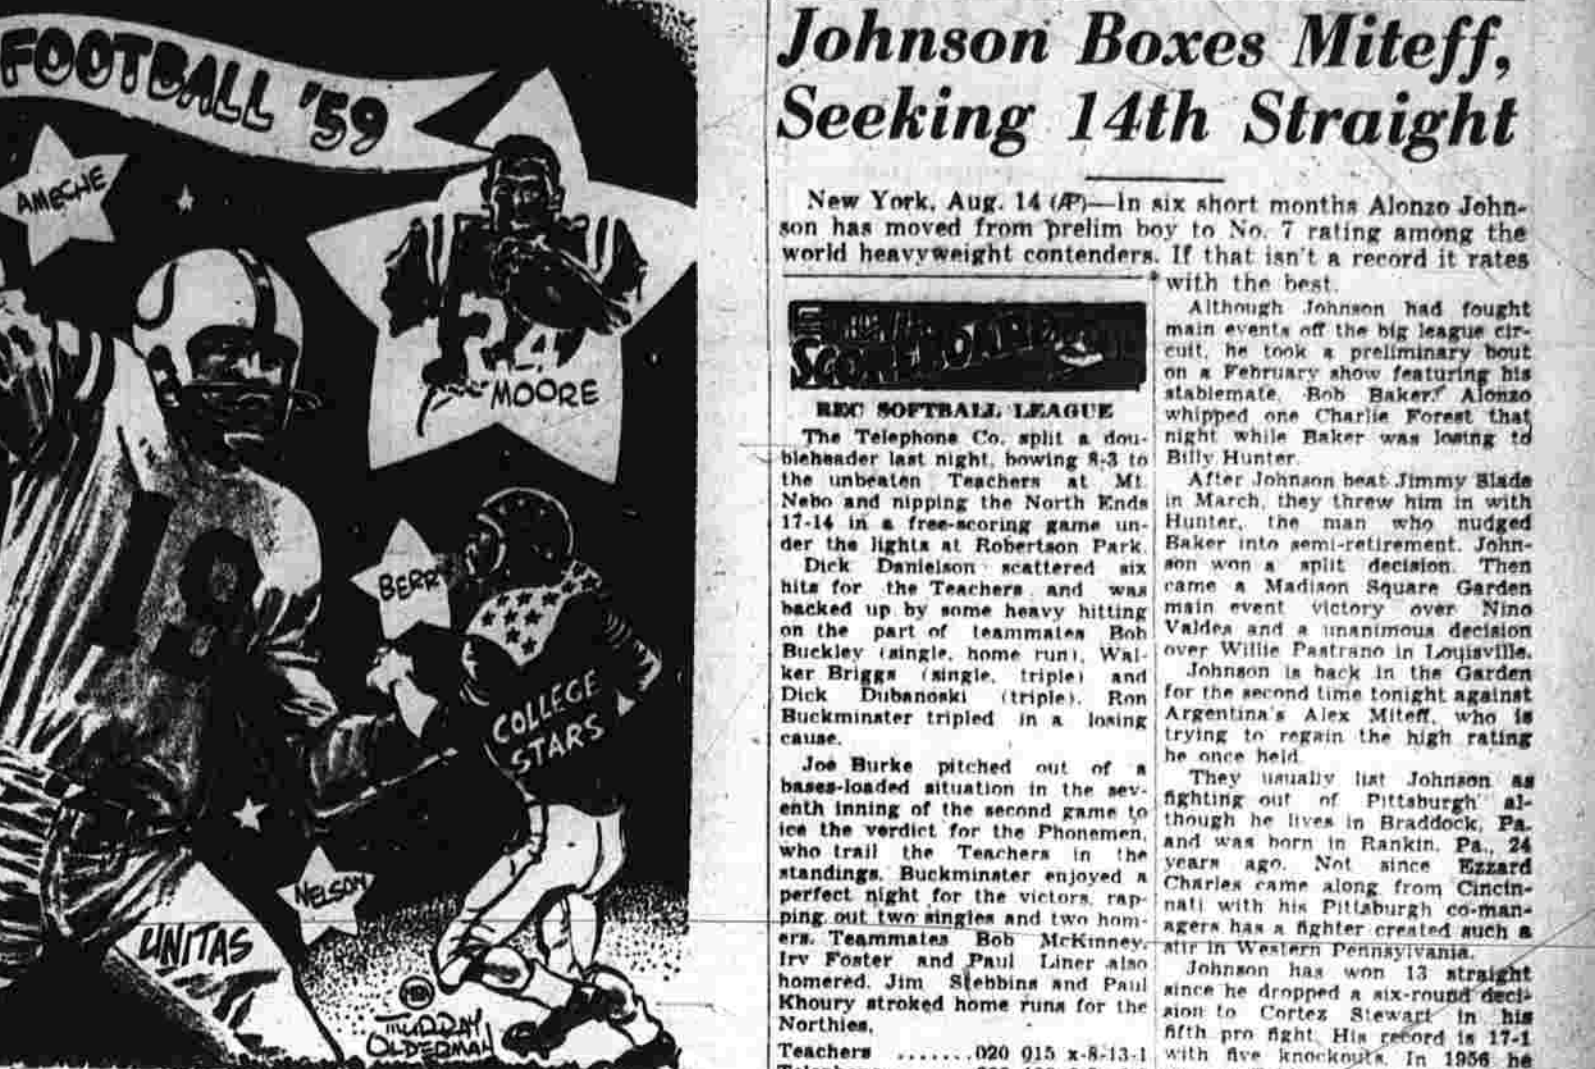 FOOTBALL '59
AMECHE
MOORE
24
BERRY
COLLEGE
STARS
NELSON
UNITAS
MURRAY
OLDERMAN
Johnson Boxes Miteff,
Seeking 14th Straight
New York, Aug. 14 (AP)—In six short months Alonzo John-
son has moved from prelim boy to No. 7 rating among the
world heavyweight contenders. If that isn't a record it rates
with the best.
SCOREBOARD
REC SOFTBALL LEAGUE
The Telephone Co. split a dou-
bleheader last night, bowing 8-3 to
the unbeaten Teachers at Mt.
Nebo and nipping the North Ends
17-14 in a free-scoring game un-
der the lights at Robertson Park.
Dick Danielson scattered six
hits for the Teachers and was
backed up by some heavy hitting
on the part of teammates Bob
Buckley (single, home run), Wal-
ker Briggs (single, triple) and
Dick Dubanoski (triple). Ron
Buckminster tripled in a losing
cause.
Joe Burke pitched out of a
bases-loaded situation in the sev-
enth inning of the second game to
ice the verdict for the Phonemen,
who trail the Teachers in the
standings. Buckminster enjoyed a
perfect night for the victors, rap-
ping out two singles and two hom-
ers. Teammates Bob McKinney,
Irv Foster and Paul Liner also
homered. Jim Stebbins and Paul
Khoury stroked home runs for the
Northies.
Teachers .......020 015 x-8-13-1
Although Johnson had fought
main events off the big league cir-
cuit, he took a preliminary bout
on a February show featuring his
stablemate, Bob Baker. Alonzo
whipped one Charlie Forest that
night while Baker was losing to
Billy Hunter.
After Johnson beat Jimmy Blade
in March, they threw him in with
Hunter, the man who nudged
Baker into semi-retirement. John-
son won a split decision. Then
came a Madison Square Garden
main event victory over Nino
Valdes and a unanimous decision
over Willie Pastrano in Louisville.
Johnson is back in the Garden
for the second time tonight against
Argentina's Alex Miteff, who is
trying to regain the high rating
he once held.
They usually list Johnson as
fighting out of Pittsburgh al-
though he lives in Braddock, Pa.
and was born in Rankin, Pa., 24
years ago. Not since Ezzard
Charles came along from Cincin-
nati with his Pittsburgh co-man-
agers has a fighter created such a
stir in Western Pennsylvania.
Johnson has won 13 straight
since he dropped a six-round deci-
sion to Cortez Stewart in his
fifth pro fight. His record is 17-1
with five knockouts. In 1956 he